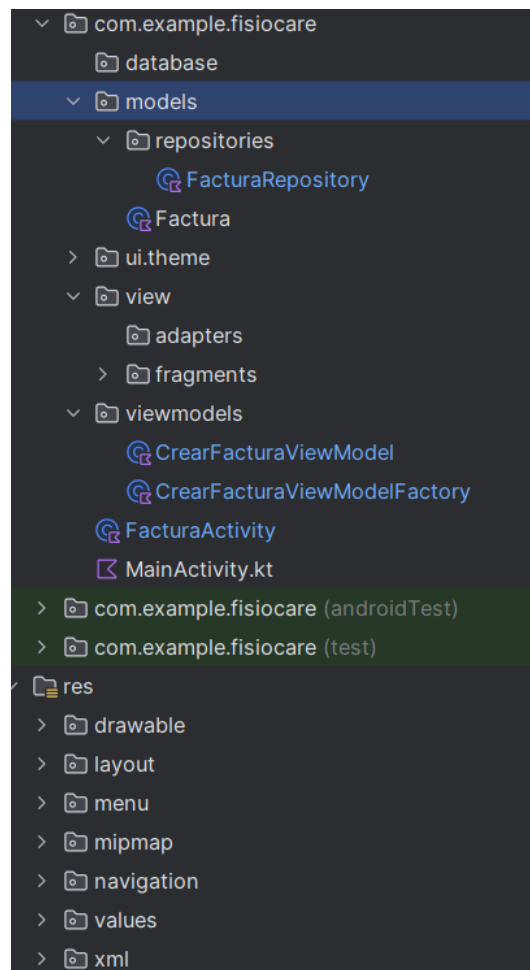 com.example.fisiocare
database
models
repositories
FacturaRepository
Factura
ui.theme
view
adapters
fragments
viewmodels
CrearFacturaViewModel
CrearFacturaViewModelFactory
FacturaActivity
MainActivity.kt
com.example.fisiocare (androidTest)
com.example.fisiocare (test)
res
drawable
layout
menu
mipmap
navigation
values
xml